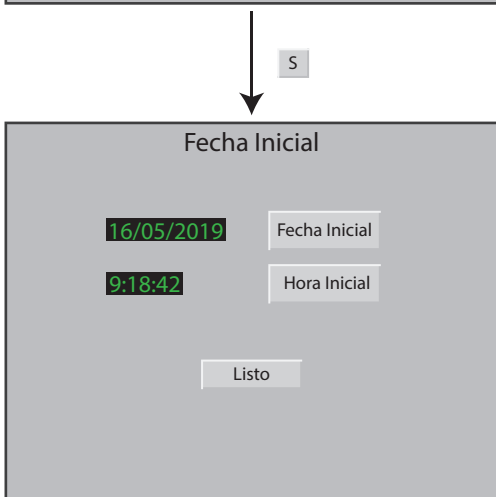 S
Fecha Inicial
16/05/2019 Fecha Inicial
9:18:42 Hora Inicial
Listo